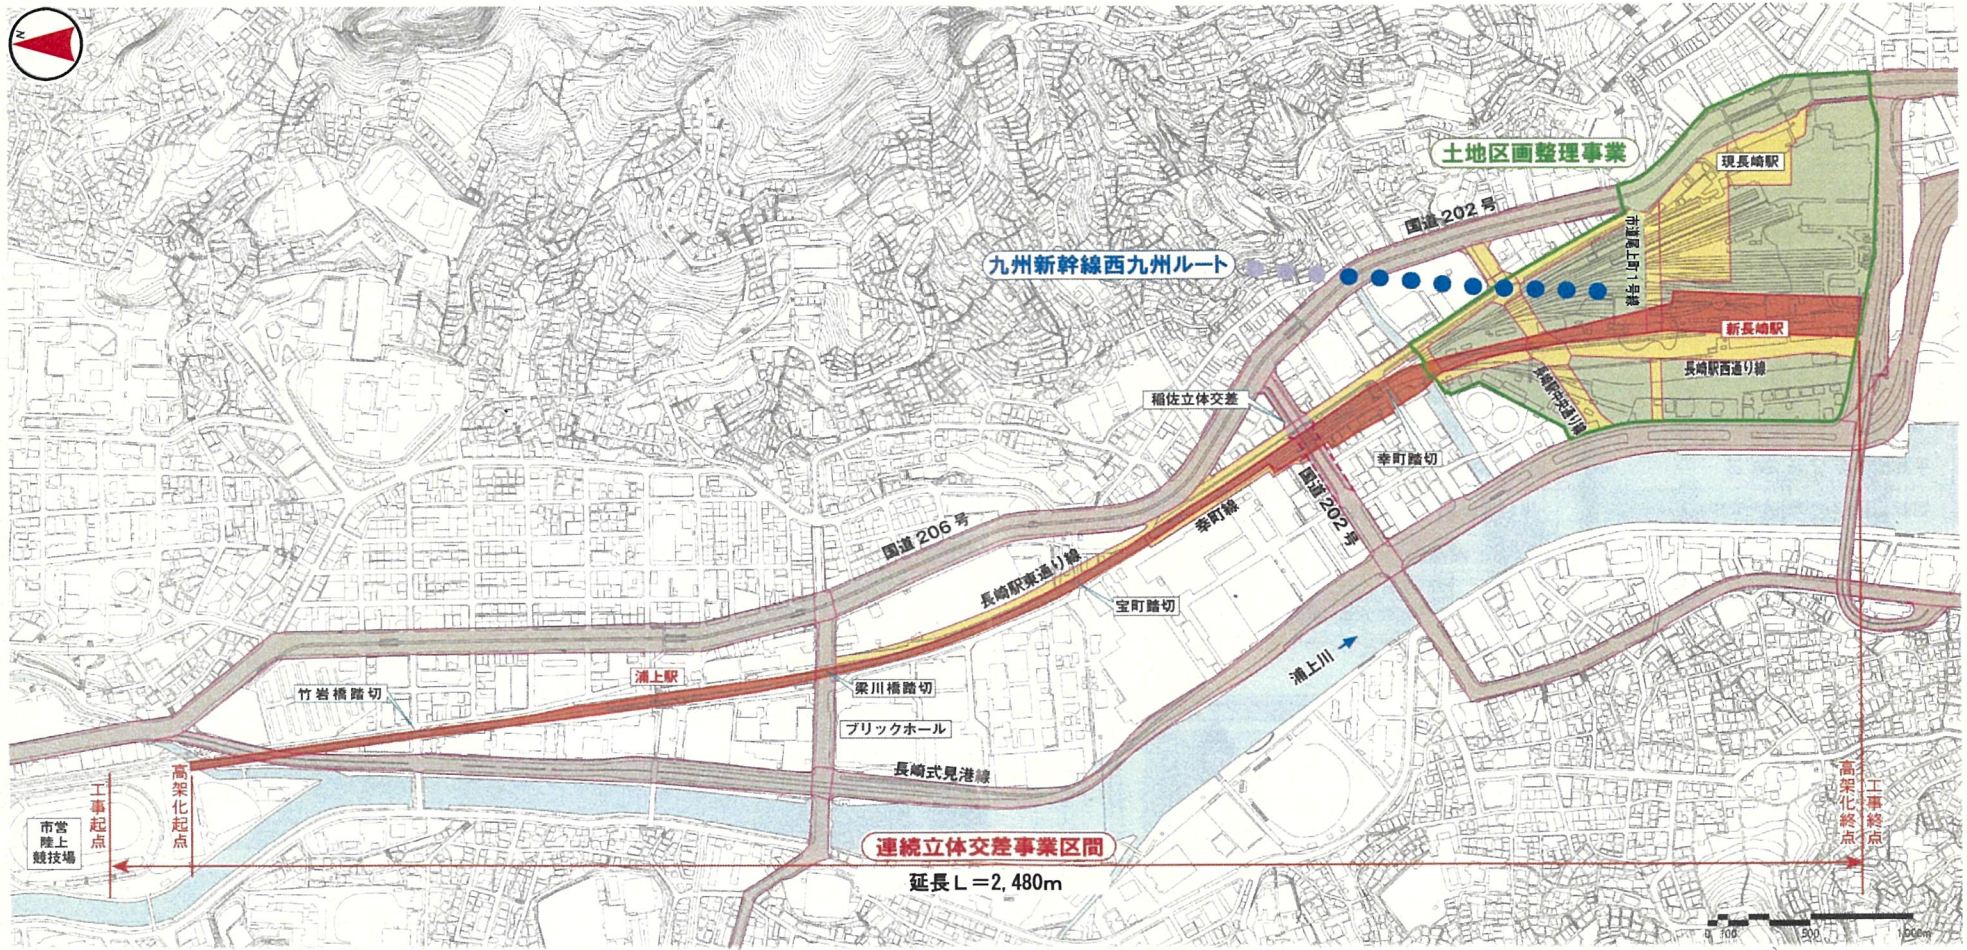 N
土地区画整理事業
現長崎駅
国道202号
市道尾上町1号線
九州新幹線西九州ルート
新長崎駅
長崎駅西通り線
長崎駅中央通り線
稲佐立体交差
幸町踏切
国道202号
幸町線
国道206号
長崎駅東通り線
宝町踏切
浦上川
浦上駅
竹岩橋踏切
梁川橋踏切
ブリックホール
長崎式見港線
高架化起点
工事起点
市営
陸上
競技場
高架化終点
工事終点
連続立体交差事業区間
延長L=2,480m
0 100 500 1,000m